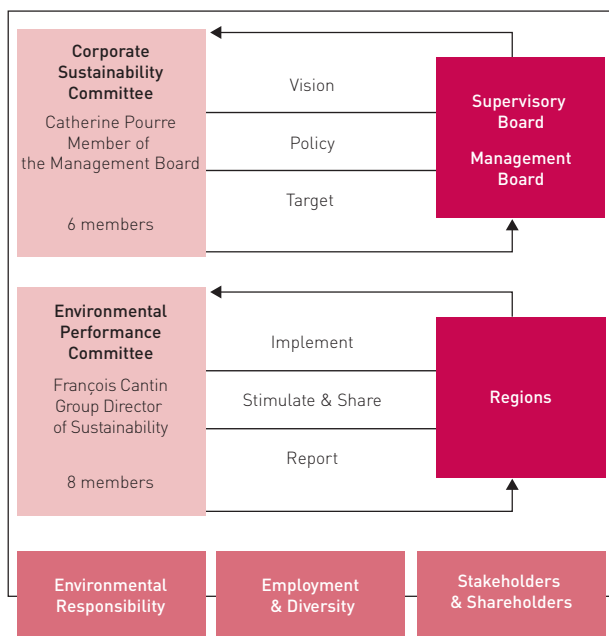 Corporate
Sustainability
Committee
Catherine Pourre
Member of
the Management Board
6 members
Vision
Policy
Target
Supervisory
Board
Management
Board
Environmental
Performance
Committee
François Cantin
Group Director
of Sustainability
8 members
Implement
Stimulate & Share
Report
Regions
Environmental
Responsibility
Employment
& Diversity
Stakeholders
& Shareholders